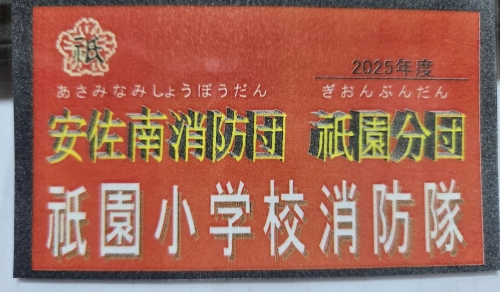 祇
2025年度
あさみなみしょうぼうだん ぎおんぶんだん
安佐南消防団 祇園分団
祇園小学校消防隊